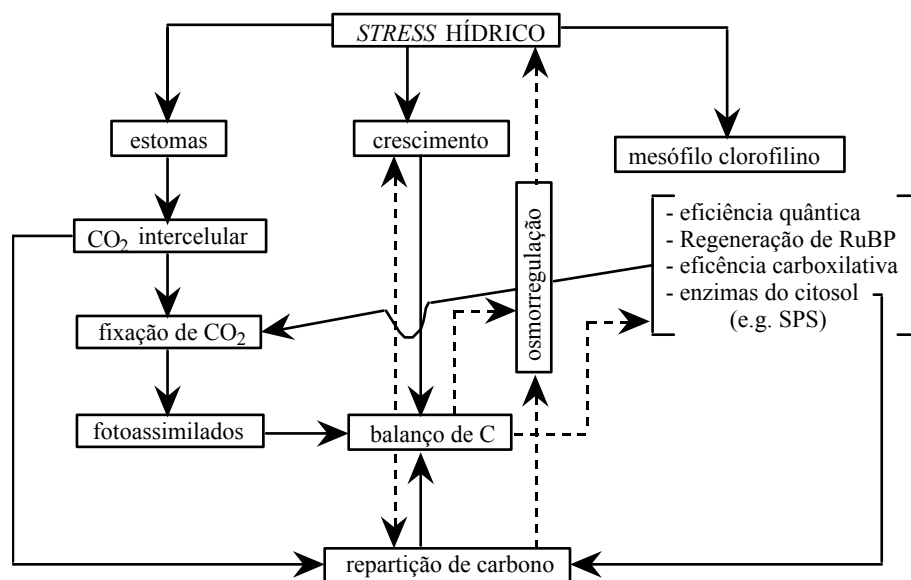 STRESS HÍDRICO
estomas
crescimento
mesófilo clorofilino
CO2 intercelular
osmorregulação
- eficiência quântica
- Regeneração de RuBP
- eficência carboxilativa
- enzimas do citosol
(e.g. SPS)
fixação de CO2
fotoassimilados
balanço de C
repartição de carbono